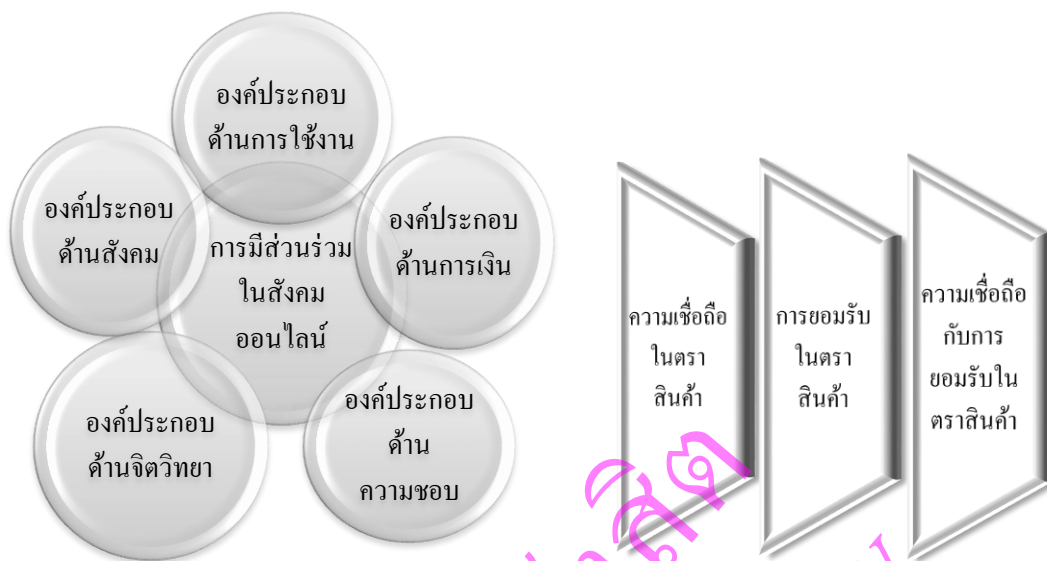 องค์ประกอบ
ด้านการใช้งาน
องค์ประกอบ
ด้านสังคม
องค์ประกอบ
ด้านการเงิน
การมีส่วนร่วม
ในสังคม
ออนไลน์
องค์ประกอบ
ด้านจิตวิทยา
องค์ประกอบ
ด้าน
ความชอบ
ความเชื่อถือ
ในตรา
สินค้า
การยอมรับ
ในตรา
สินค้า
ความเชื่อถือ
กับการ
ยอมรับใน
ตราสินค้า